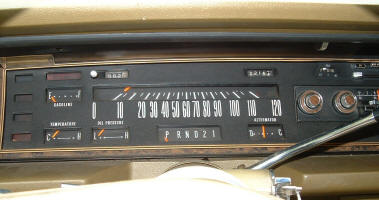 GASOLINE
0 10 20 30 40 50 60 70 80 90 100 110 120
TEMPERATURE OIL PRESSURE ALTERNATOR
C H L H D C
P R N D 2 1